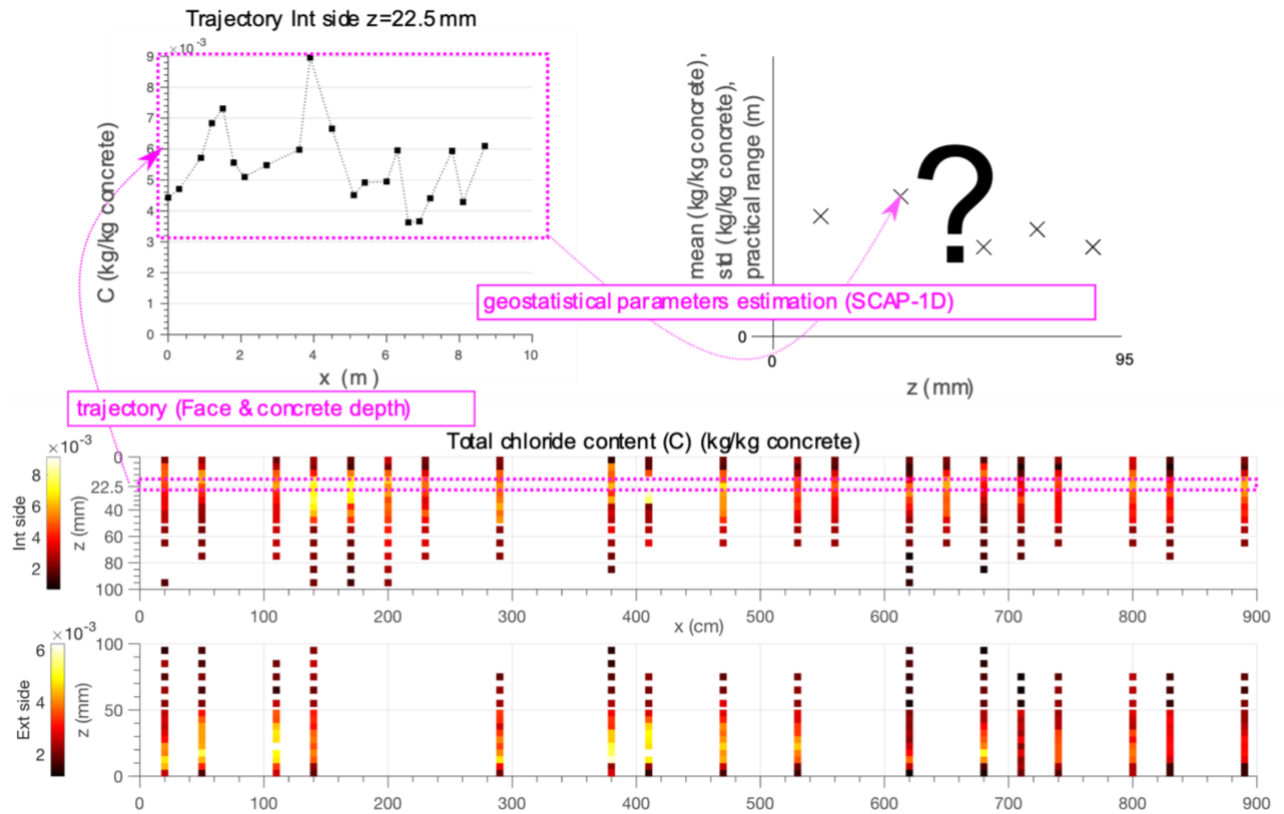 Trajectory Int side z=22.5 mm
×10⁻³
9
8
7
6
5
4
3
2
1
0
C (kg/kg concrete)
0 2 4 6 8 10
x (m)
mean (kg/kg concrete),
std (kg/kg concrete),
practical range (m)
?
0
0 95
z (mm)
geostatistical parameters estimation (SCAP-1D)
trajectory (Face & concrete depth)
Total chloride content (C) (kg/kg concrete)
×10⁻³
8
6
4
2
Int side
z (mm)
0
22.5
40
60
80
100
0 100 200 300 400 500 600 700 800 900
x (cm)
×10⁻³
6
4
2
Ext side
z (mm)
100
50
0
0 100 200 300 400 500 600 700 800 900